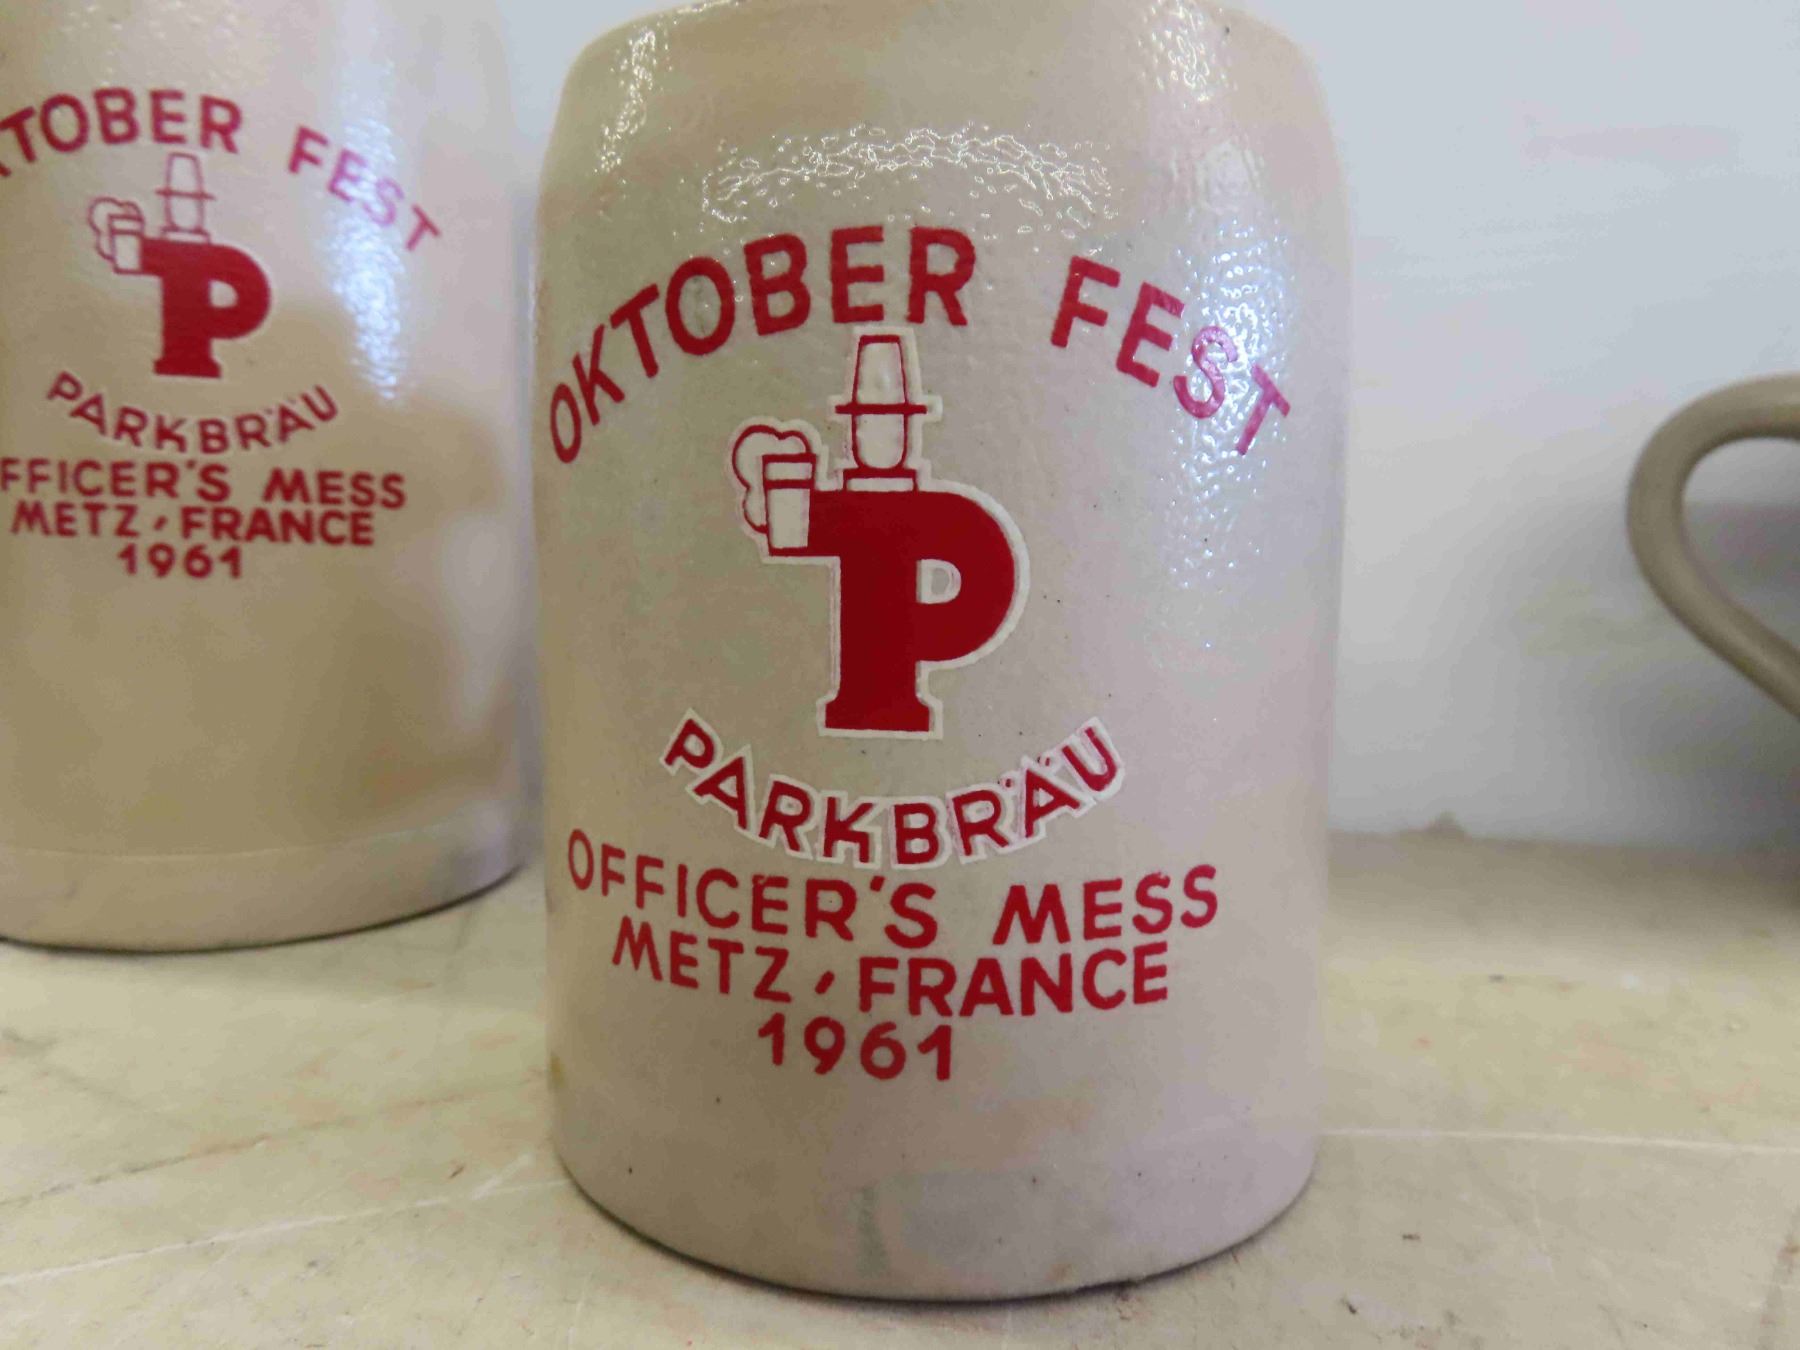 TOBER FEST
P
PARKBRÄU
FFICER'S MESS
METZ, FRANCE
1961
OKTOBER FEST
P
PARKBRÄU
OFFICER'S MESS
METZ, FRANCE
1961